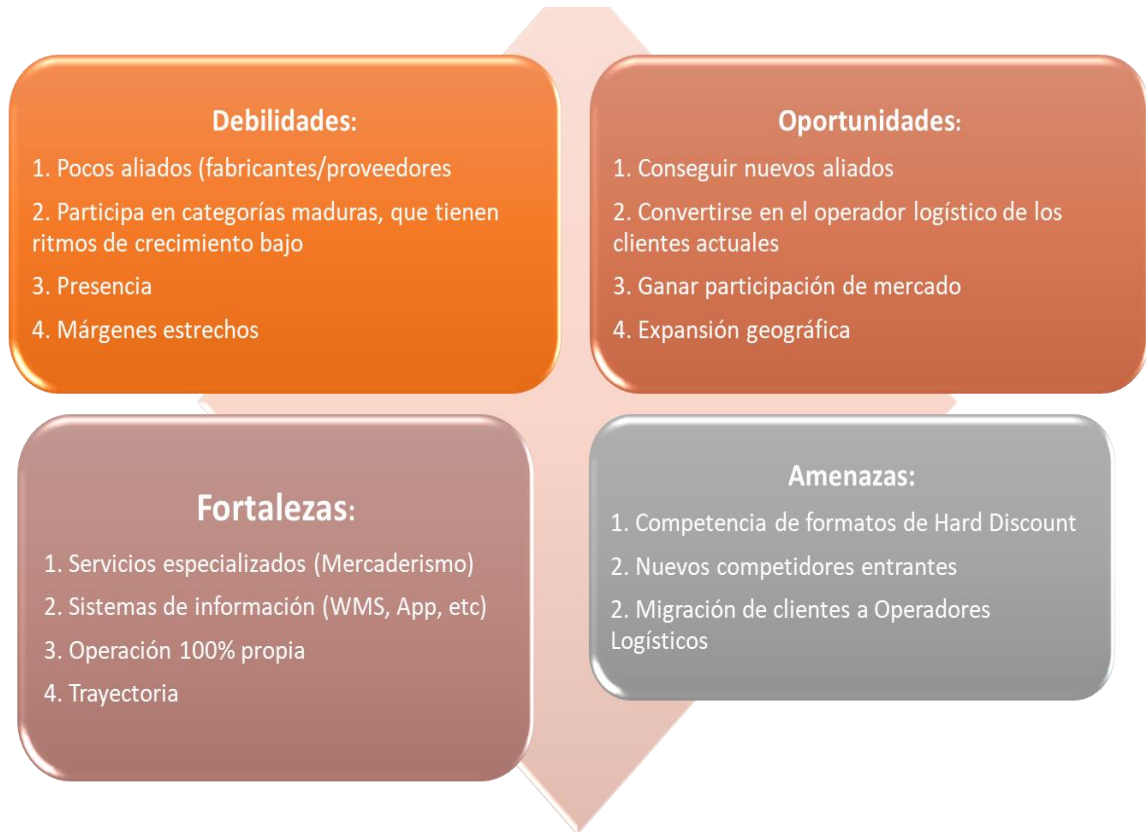 Debilidades:
1. Pocos aliados (fabricantes/proveedores
2. Participa en categorías maduras, que tienen
ritmos de crecimiento bajo
3. Presencia
4. Márgenes estrechos
Oportunidades:
1. Conseguir nuevos aliados
2. Convertirse en el operador logístico de los
clientes actuales
3. Ganar participación de mercado
4. Expansión geográfica
Fortalezas:
1. Servicios especializados (Mercaderismo)
2. Sistemas de información (WMS, App, etc)
3. Operación 100% propia
4. Trayectoria
Amenazas:
1. Competencia de formatos de Hard Discount
2. Nuevos competidores entrantes
2. Migración de clientes a Operadores
Logísticos